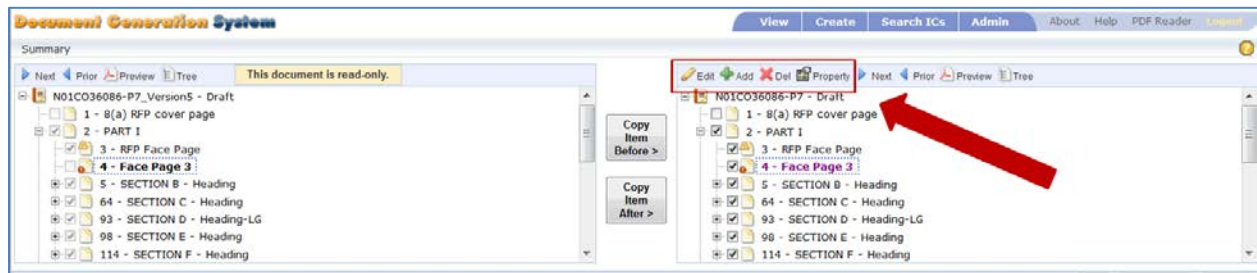 Document Generation System
View Create Search ICs Admin About Help PDF Reader Logout
Summary
Next Prior Preview Tree This document is read-only.
N01CO36086-P7_Version5 - Draft
1 - 8(a) RFP cover page
2 - PART I
3 - RFP Face Page
4 - Face Page 3
5 - SECTION B - Heading
64 - SECTION C - Heading
93 - SECTION D - Heading-LG
98 - SECTION E - Heading
114 - SECTION F - Heading
Copy
Item
Before >
Copy
Item
After >
Edit Add Del Property Next Prior Preview Tree
N01CO36086-P7 - Draft
1 - 8(a) RFP cover page
2 - PART I
3 - RFP Face Page
4 - Face Page 3
5 - SECTION B - Heading
64 - SECTION C - Heading
93 - SECTION D - Heading-LG
98 - SECTION E - Heading
114 - SECTION F - Heading